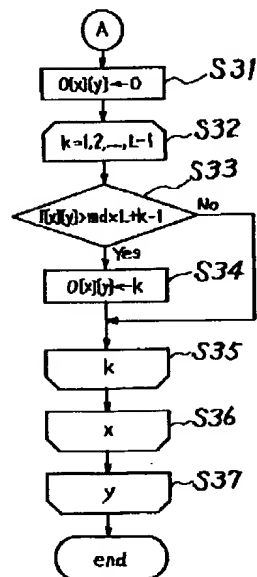 A
O[x][y]←0
S31
k=1,2,...,L-1
S32
S33
I[x][y]>md×L+k-1
No
Yes
O[x][y]←k
S34
k
S35
x
S36
y
S37
end